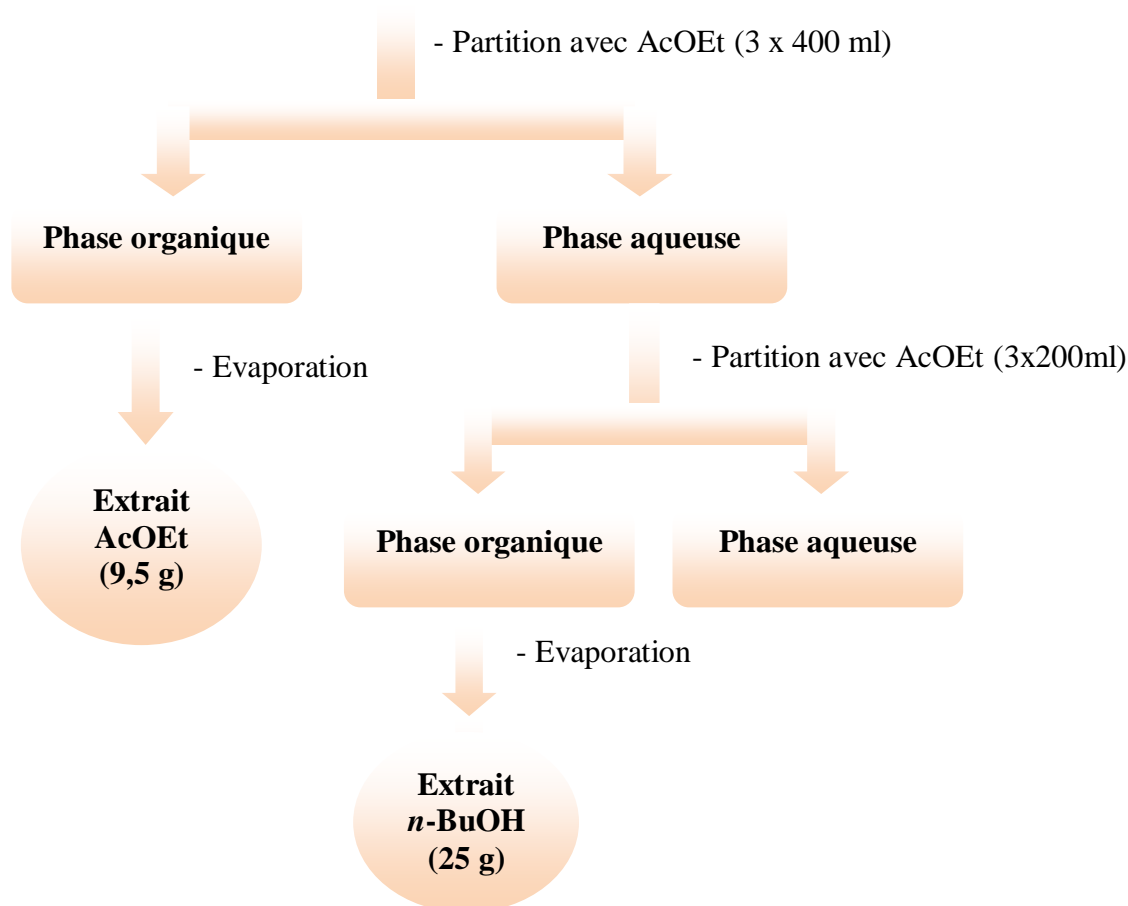 - Partition avec AcOEt (3 x 400 ml)
Phase organique
Phase aqueuse
- Evaporation
- Partition avec AcOEt (3x200ml)
Extrait
AcOEt
(9,5 g)
Phase organique
Phase aqueuse
- Evaporation
Extrait
n-BuOH
(25 g)